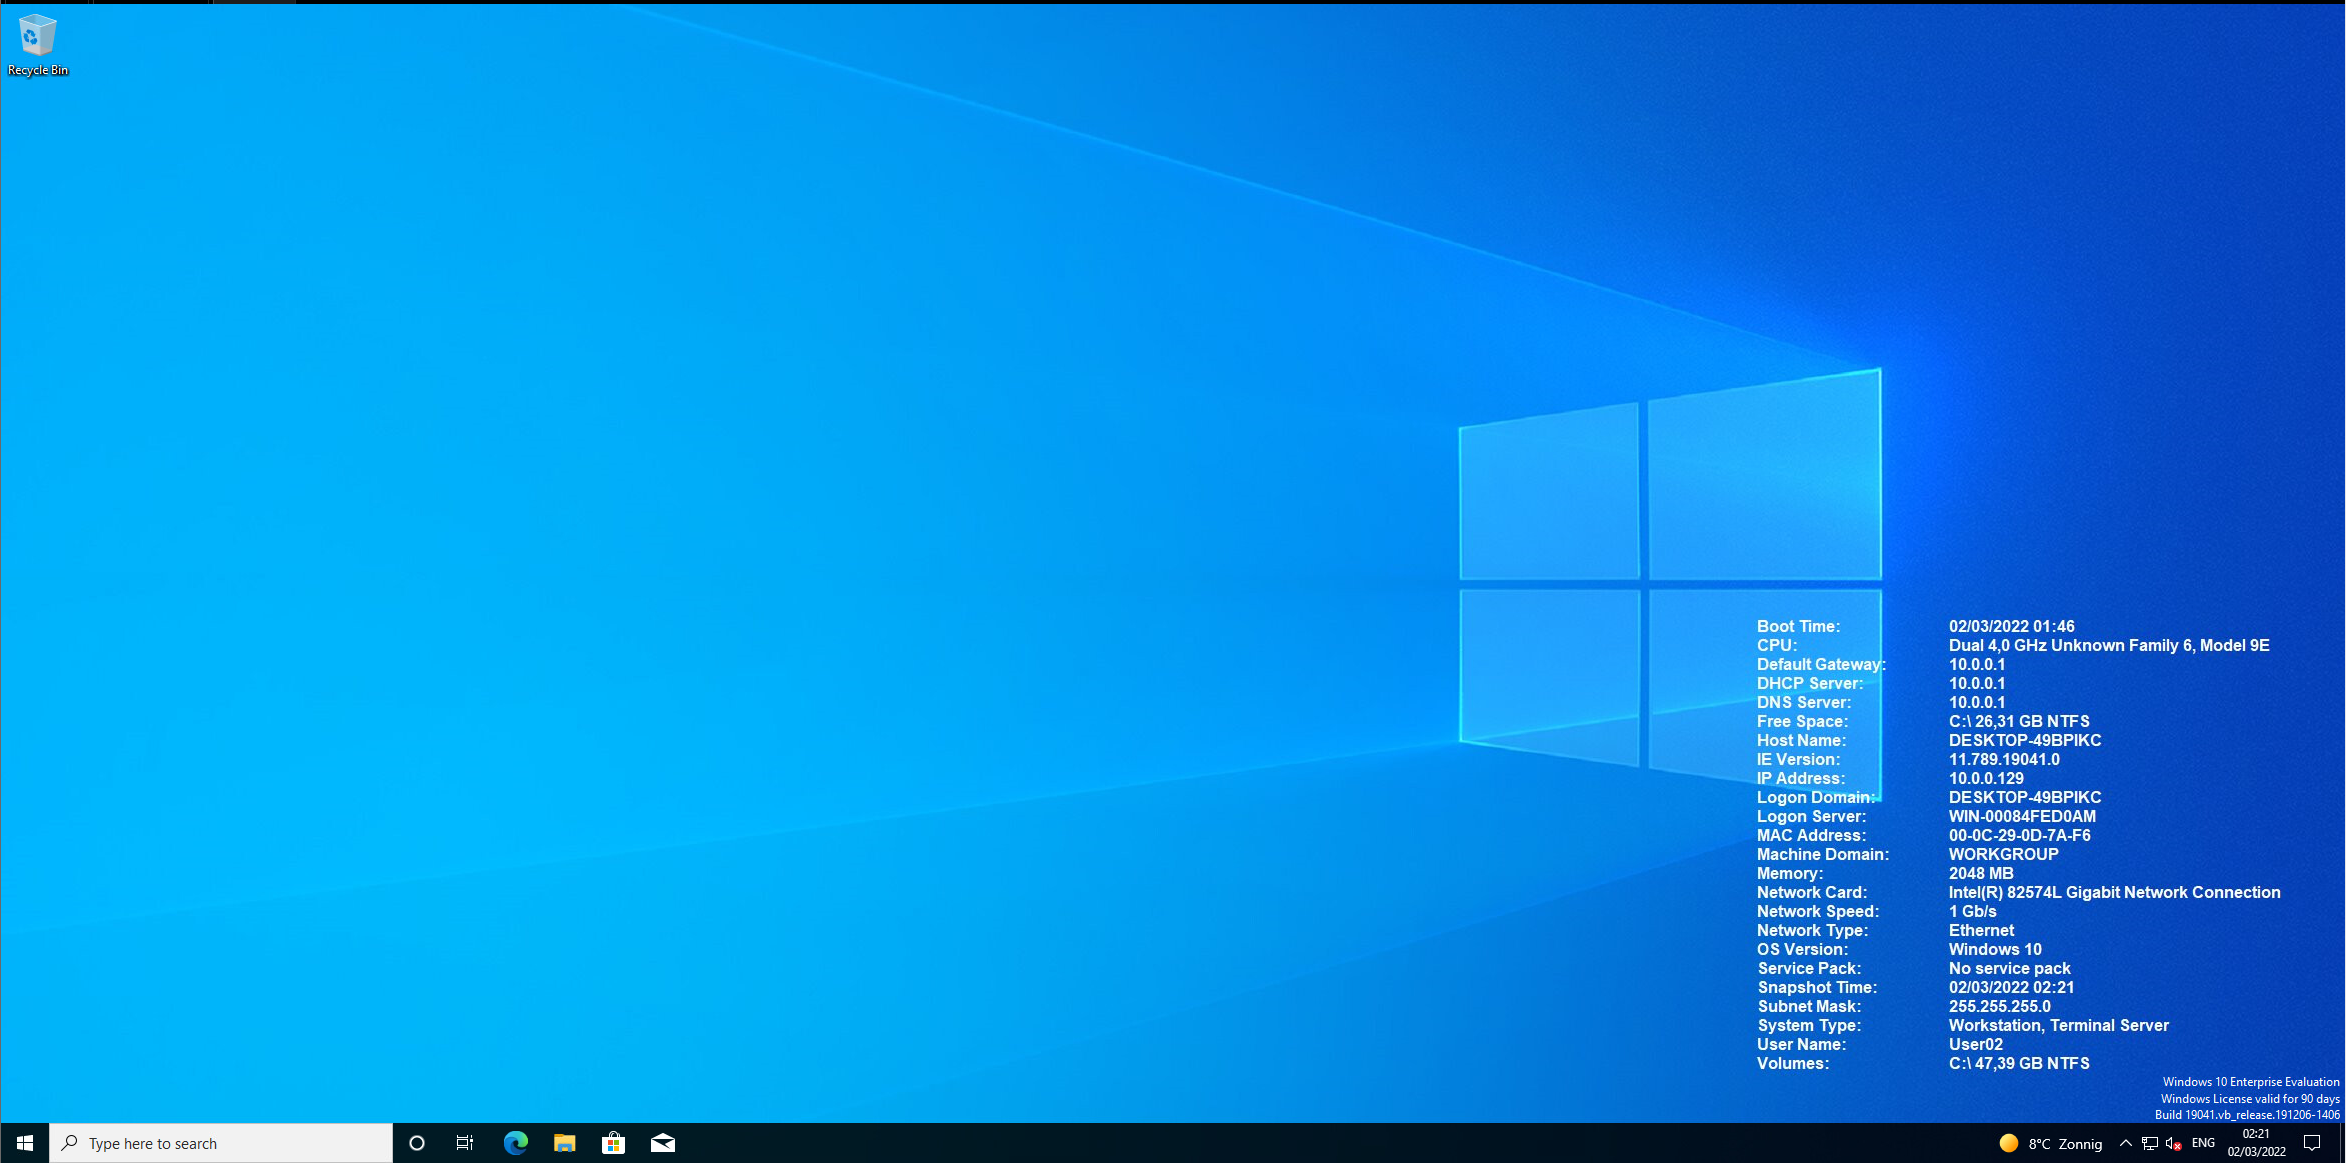 Recycle Bin
Boot Time: 02/03/2022 01:46
CPU: Dual 4,0 GHz Unknown Family 6, Model 9E
Default Gateway: 10.0.0.1
DHCP Server: 10.0.0.1
DNS Server: 10.0.0.1
Free Space: C:\ 26,31 GB NTFS
Host Name: DESKTOP-49BPIKC
IE Version: 11.789.19041.0
IP Address: 10.0.0.129
Logon Domain: DESKTOP-49BPIKC
Logon Server: WIN-00084FED0AM
MAC Address: 00-0C-29-0D-7A-F6
Machine Domain: WORKGROUP
Memory: 2048 MB
Network Card: Intel(R) 82574L Gigabit Network Connection
Network Speed: 1 Gb/s
Network Type: Ethernet
OS Version: Windows 10
Service Pack: No service pack
Snapshot Time: 02/03/2022 02:21
Subnet Mask: 255.255.255.0
System Type: Workstation, Terminal Server
User Name: User02
Volumes: C:\ 47,39 GB NTFS
Windows 10 Enterprise Evaluation
Windows License valid for 90 days
Build 19041.vb_release.191206-1406
Type here to search
8°C Zonnig
ENG
02:21
02/03/2022